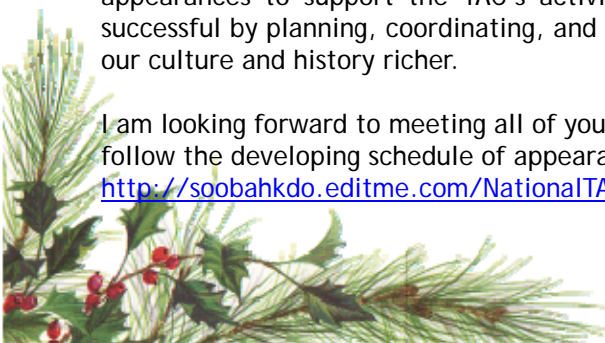 appearances to support the TAC's activi
successful by planning, coordinating, and
our culture and history richer.
I am looking forward to meeting all of you
follow the developing schedule of appeara
http://soobahkdo.editme.com/NationalTA